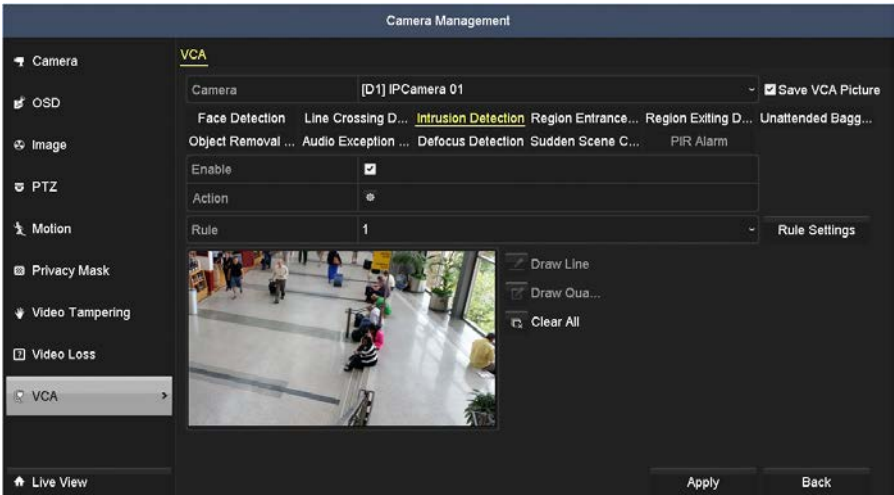 Camera Management
Camera
OSD
Image
PTZ
Motion
Privacy Mask
Video Tampering
Video Loss
VCA
Live View
VCA
Camera [D1] IPCamera 01 Save VCA Picture
Face Detection Line Crossing D... Intrusion Detection Region Entrance... Region Exiting D... Unattended Bagg...
Object Removal ... Audio Exception ... Defocus Detection Sudden Scene C... PIR Alarm
Enable
Action
Rule 1 Rule Settings
Draw Line
Draw Qua...
Clear All
Apply Back